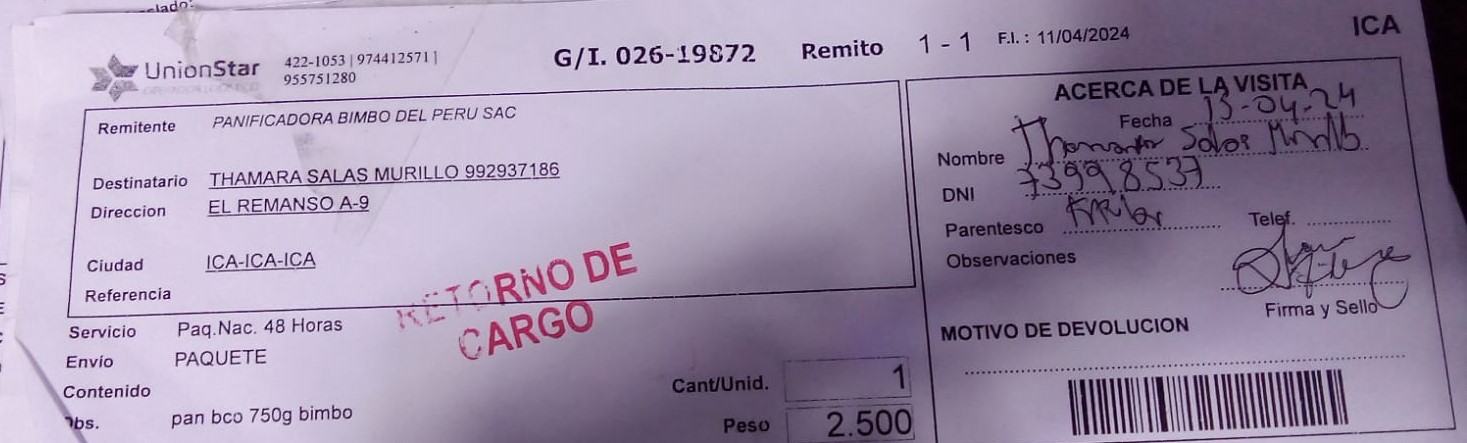 UnionStar
422-1053 | 974412571 |
955751280
G/I. 026-19872 Remito 1 - 1 F.I. : 11/04/2024 ICA
Remitente PANIFICADORA BIMBO DEL PERU SAC
Destinatario THAMARA SALAS MURILLO 992937186
Direccion EL REMANSO A-9
Ciudad ICA-ICA-ICA
Referencia
Servicio Paq.Nac. 48 Horas
Envío PAQUETE
Contenido
Obs. pan bco 750g bimbo
RETORNO DE
CARGO
Cant/Unid. 1
Peso 2.500
ACERCA DE LA VISITA
Fecha 13-04-24
Nombre Salas Murillo
DNI 73998537
Parentesco Telef.
Observaciones
Firma y Sello
MOTIVO DE DEVOLUCION